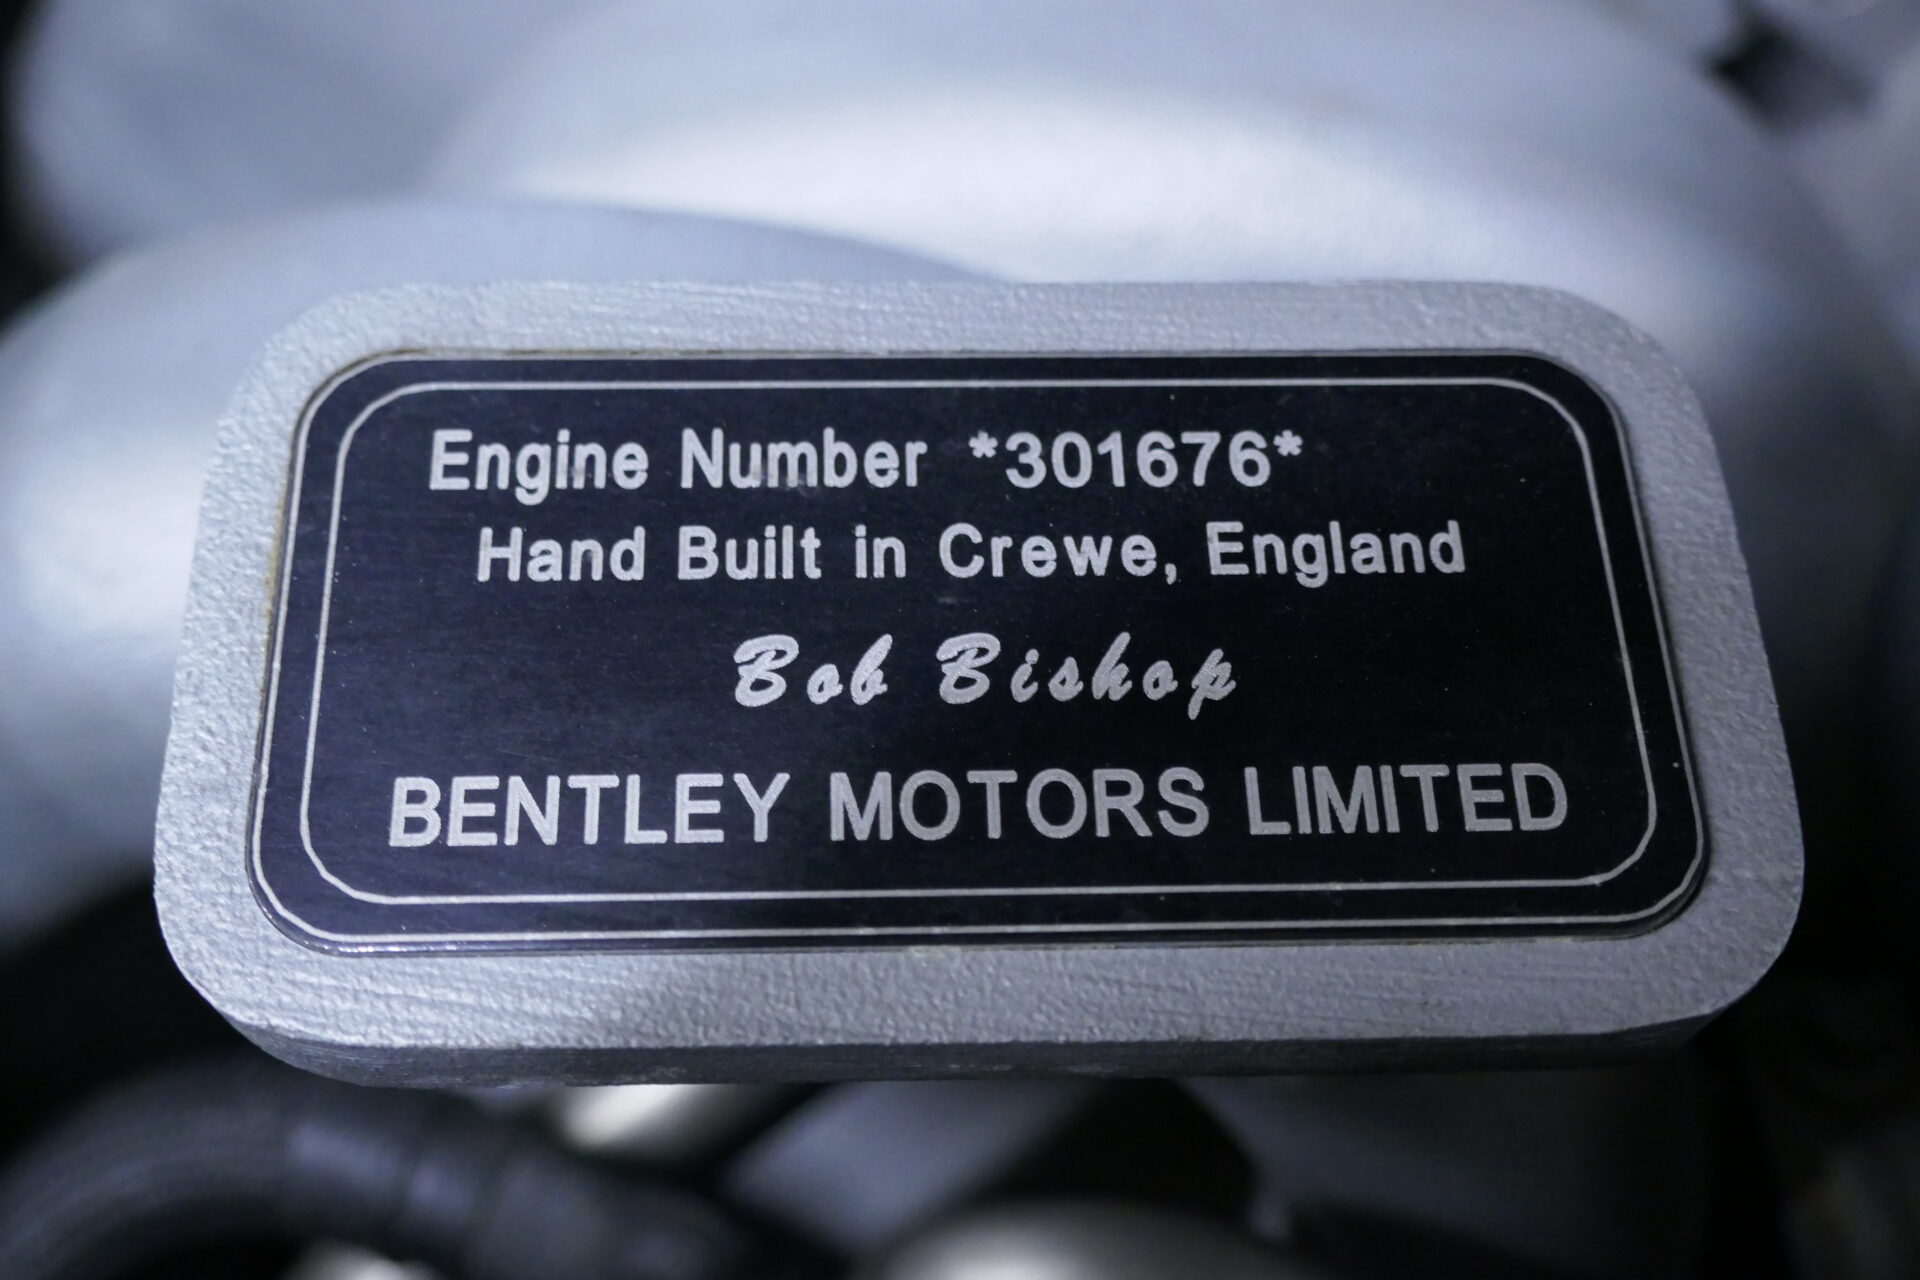 Engine Number *301676*
Hand Built in Crewe, England
Bob Bishop
BENTLEY MOTORS LIMITED